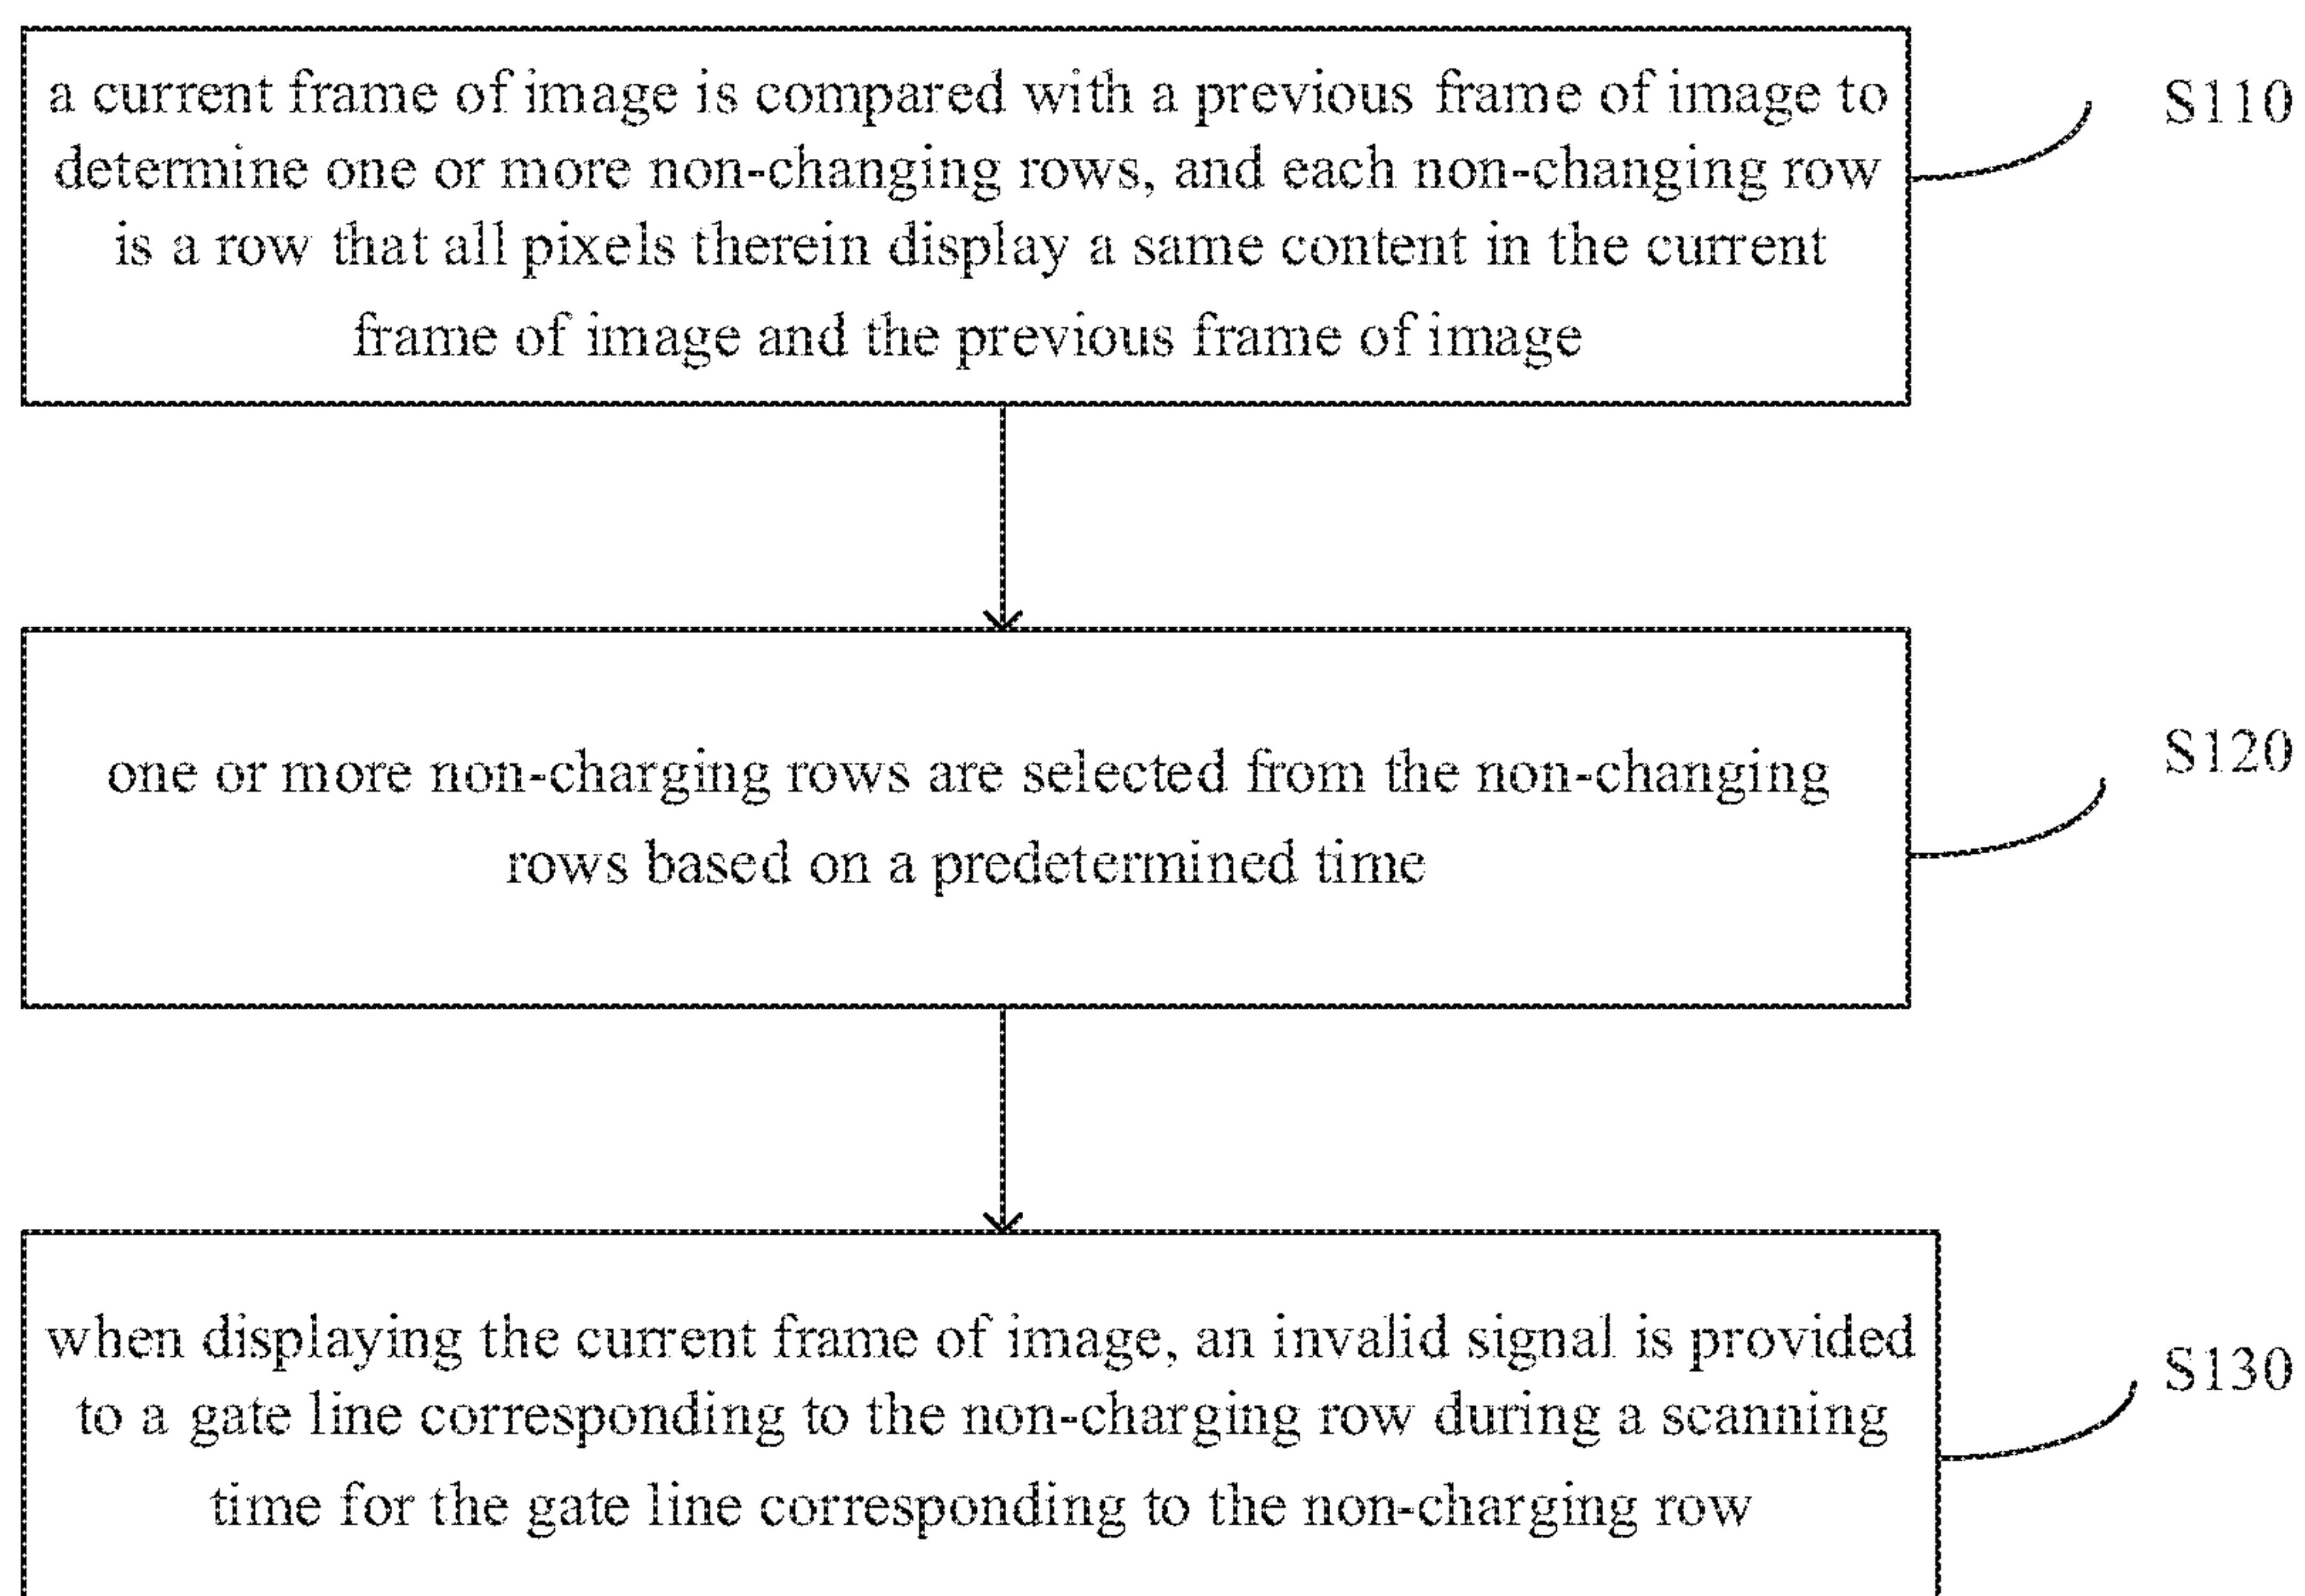 a current frame of image is compared with a previous frame of image to
determine one or more non-changing rows, and each non-changing row
is a row that all pixels therein display a same content in the current
frame of image and the previous frame of image
S110
one or more non-charging rows are selected from the non-changing
rows based on a predetermined time
S120
when displaying the current frame of image, an invalid signal is provided
to a gate line corresponding to the non-charging row during a scanning
time for the gate line corresponding to the non-charging row
S130